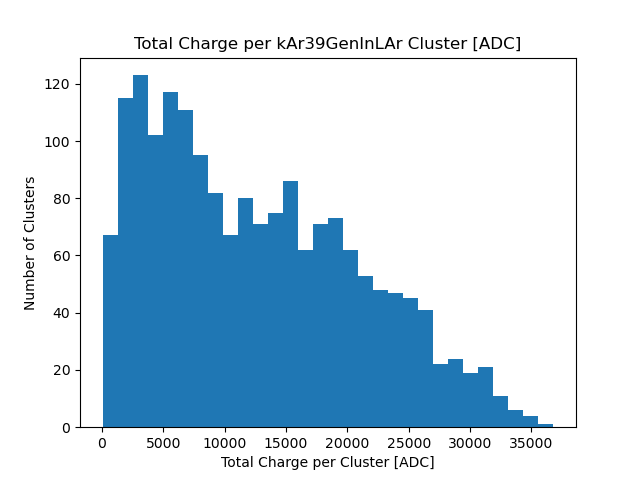 Total Charge per kAr39GenInLAr Cluster [ADC]
120
100
80
60
40
20
0
Number of Clusters
0 5000 10000 15000 20000 25000 30000 35000
Total Charge per Cluster [ADC]